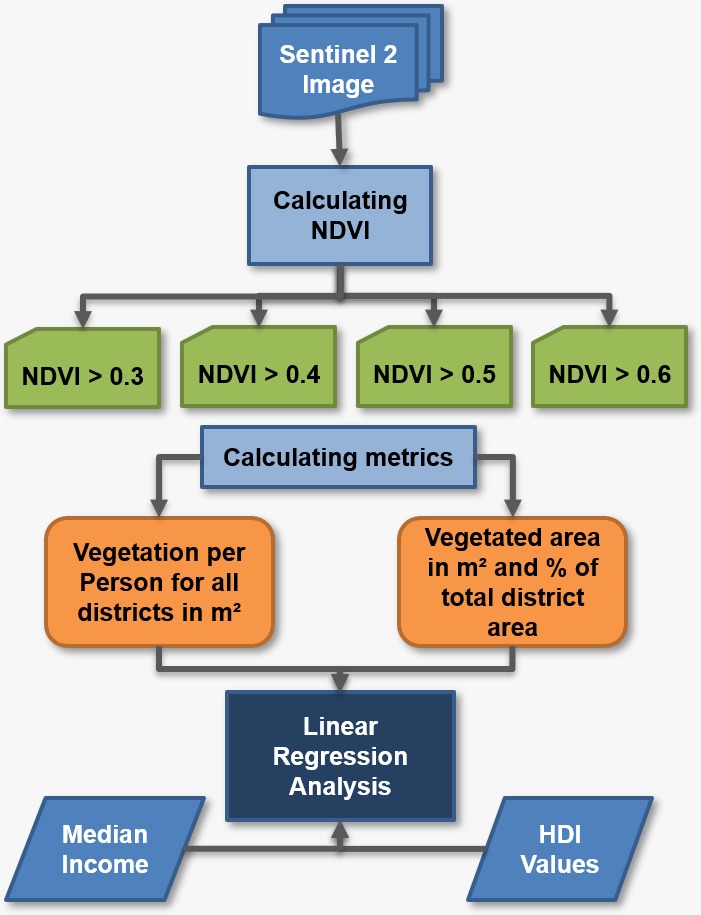 Sentinel 2
Image
Calculating
NDVI
NDVI > 0.3
NDVI > 0.4
NDVI > 0.5
NDVI > 0.6
Calculating metrics
Vegetation per
Person for all
districts in m²
Vegetated area
in m² and % of
total district
area
Linear
Regression
Analysis
Median
Income
HDI
Values